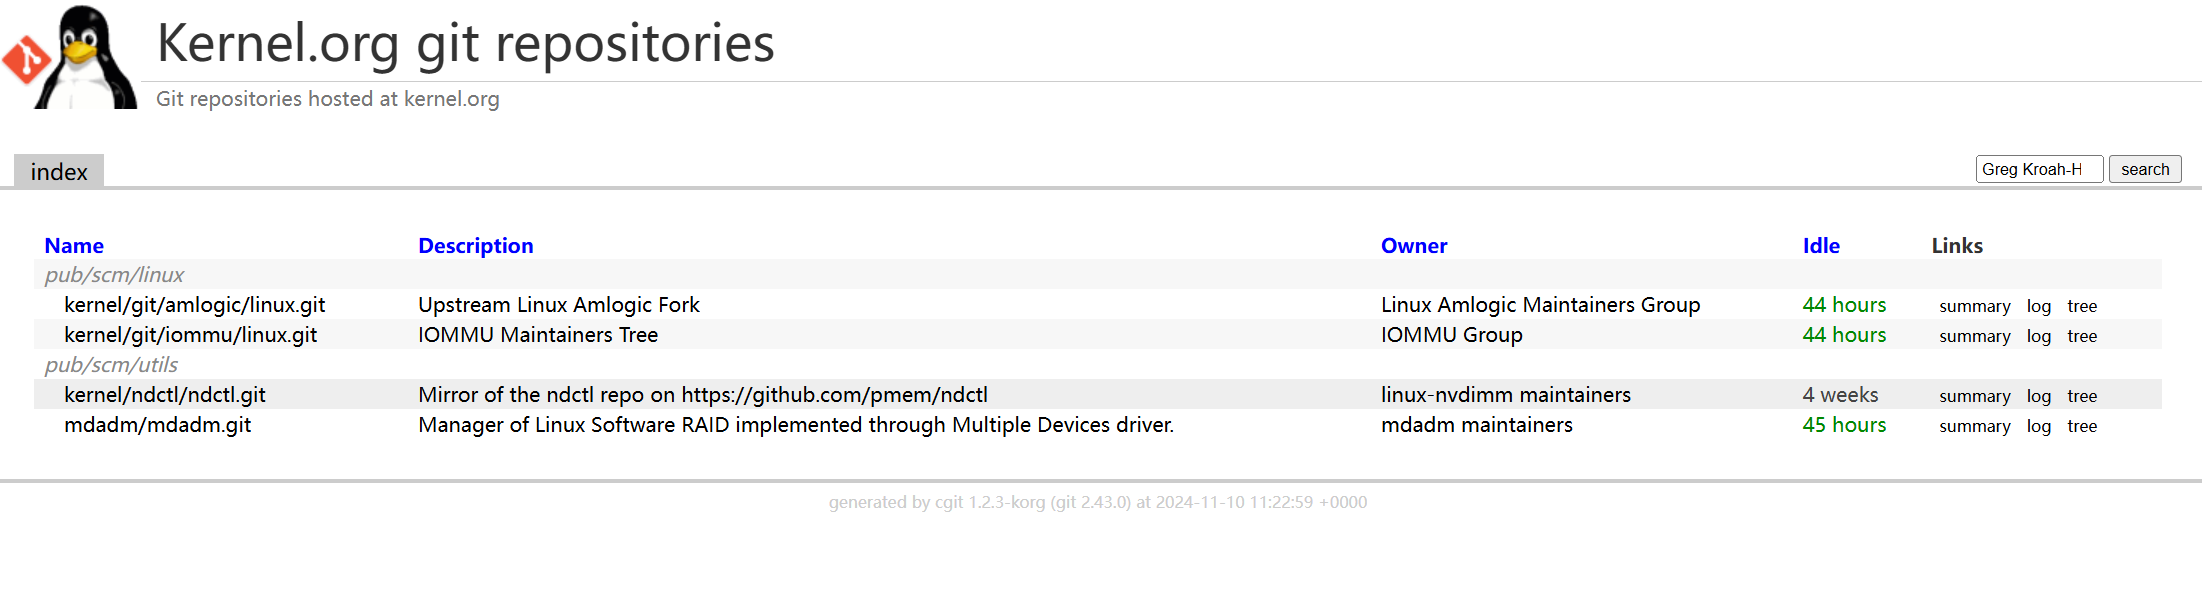 Kernel.org git repositories
Git repositories hosted at kernel.org
index
Greg Kroah-H search
Name Description Owner Idle Links
pub/scm/linux
kernel/git/amlogic/linux.git Upstream Linux Amlogic Fork Linux Amlogic Maintainers Group 44 hours summary log tree
kernel/git/iommu/linux.git IOMMU Maintainers Tree IOMMU Group 44 hours summary log tree
pub/scm/utils
kernel/ndctl/ndctl.git Mirror of the ndctl repo on https://github.com/pmem/ndctl linux-nvdimm maintainers 4 weeks summary log tree
mdadm/mdadm.git Manager of Linux Software RAID implemented through Multiple Devices driver. mdadm maintainers 45 hours summary log tree
generated by cgit 1.2.3-korg (git 2.43.0) at 2024-11-10 11:22:59 +0000